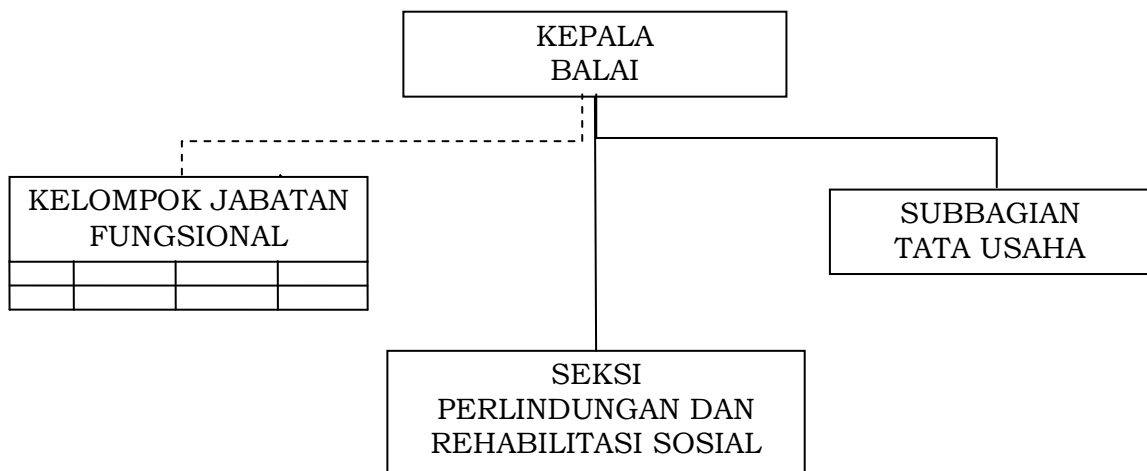 KEPALA
BALAI
KELOMPOK JABATAN
FUNGSIONAL
SUBBAGIAN
TATA USAHA
SEKSI
PERLINDUNGAN DAN
REHABILITASI SOSIAL